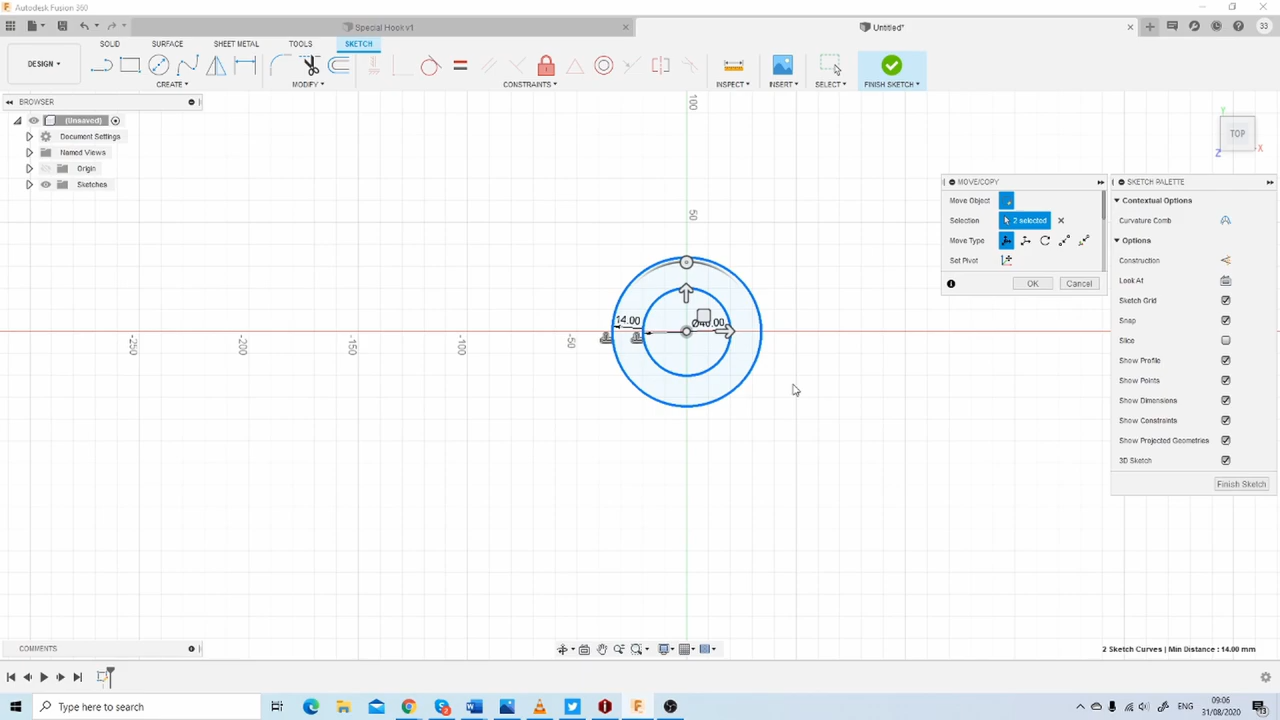 Autodesk Fusion 360
Special Hook v1
Untitled*
33
DESIGN
SOLID
SURFACE
SHEET METAL
TOOLS
SKETCH
CREATE
MODIFY
CONSTRAINTS
INSPECT
INSERT
SELECT
FINISH SKETCH
BROWSER
(Unsaved)
Document Settings
Named Views
Origin
Sketches
100
50
-250
-200
-150
-100
-50
14.00
Ø40.00
TOP
Y
X
Z
MOVE/COPY
Move Object
Selection
2 selected
Move Type
Set Pivot
OK
Cancel
SKETCH PALETTE
Contextual Options
Curvature Comb
Options
Construction
Look At
Sketch Grid
Snap
Slice
Show Profile
Show Points
Show Dimensions
Show Constraints
Show Projected Geometries
3D Sketch
Finish Sketch
COMMENTS
2 Sketch Curves | Min Distance : 14.00 mm
Type here to search
ENG
09:06
31/08/2020